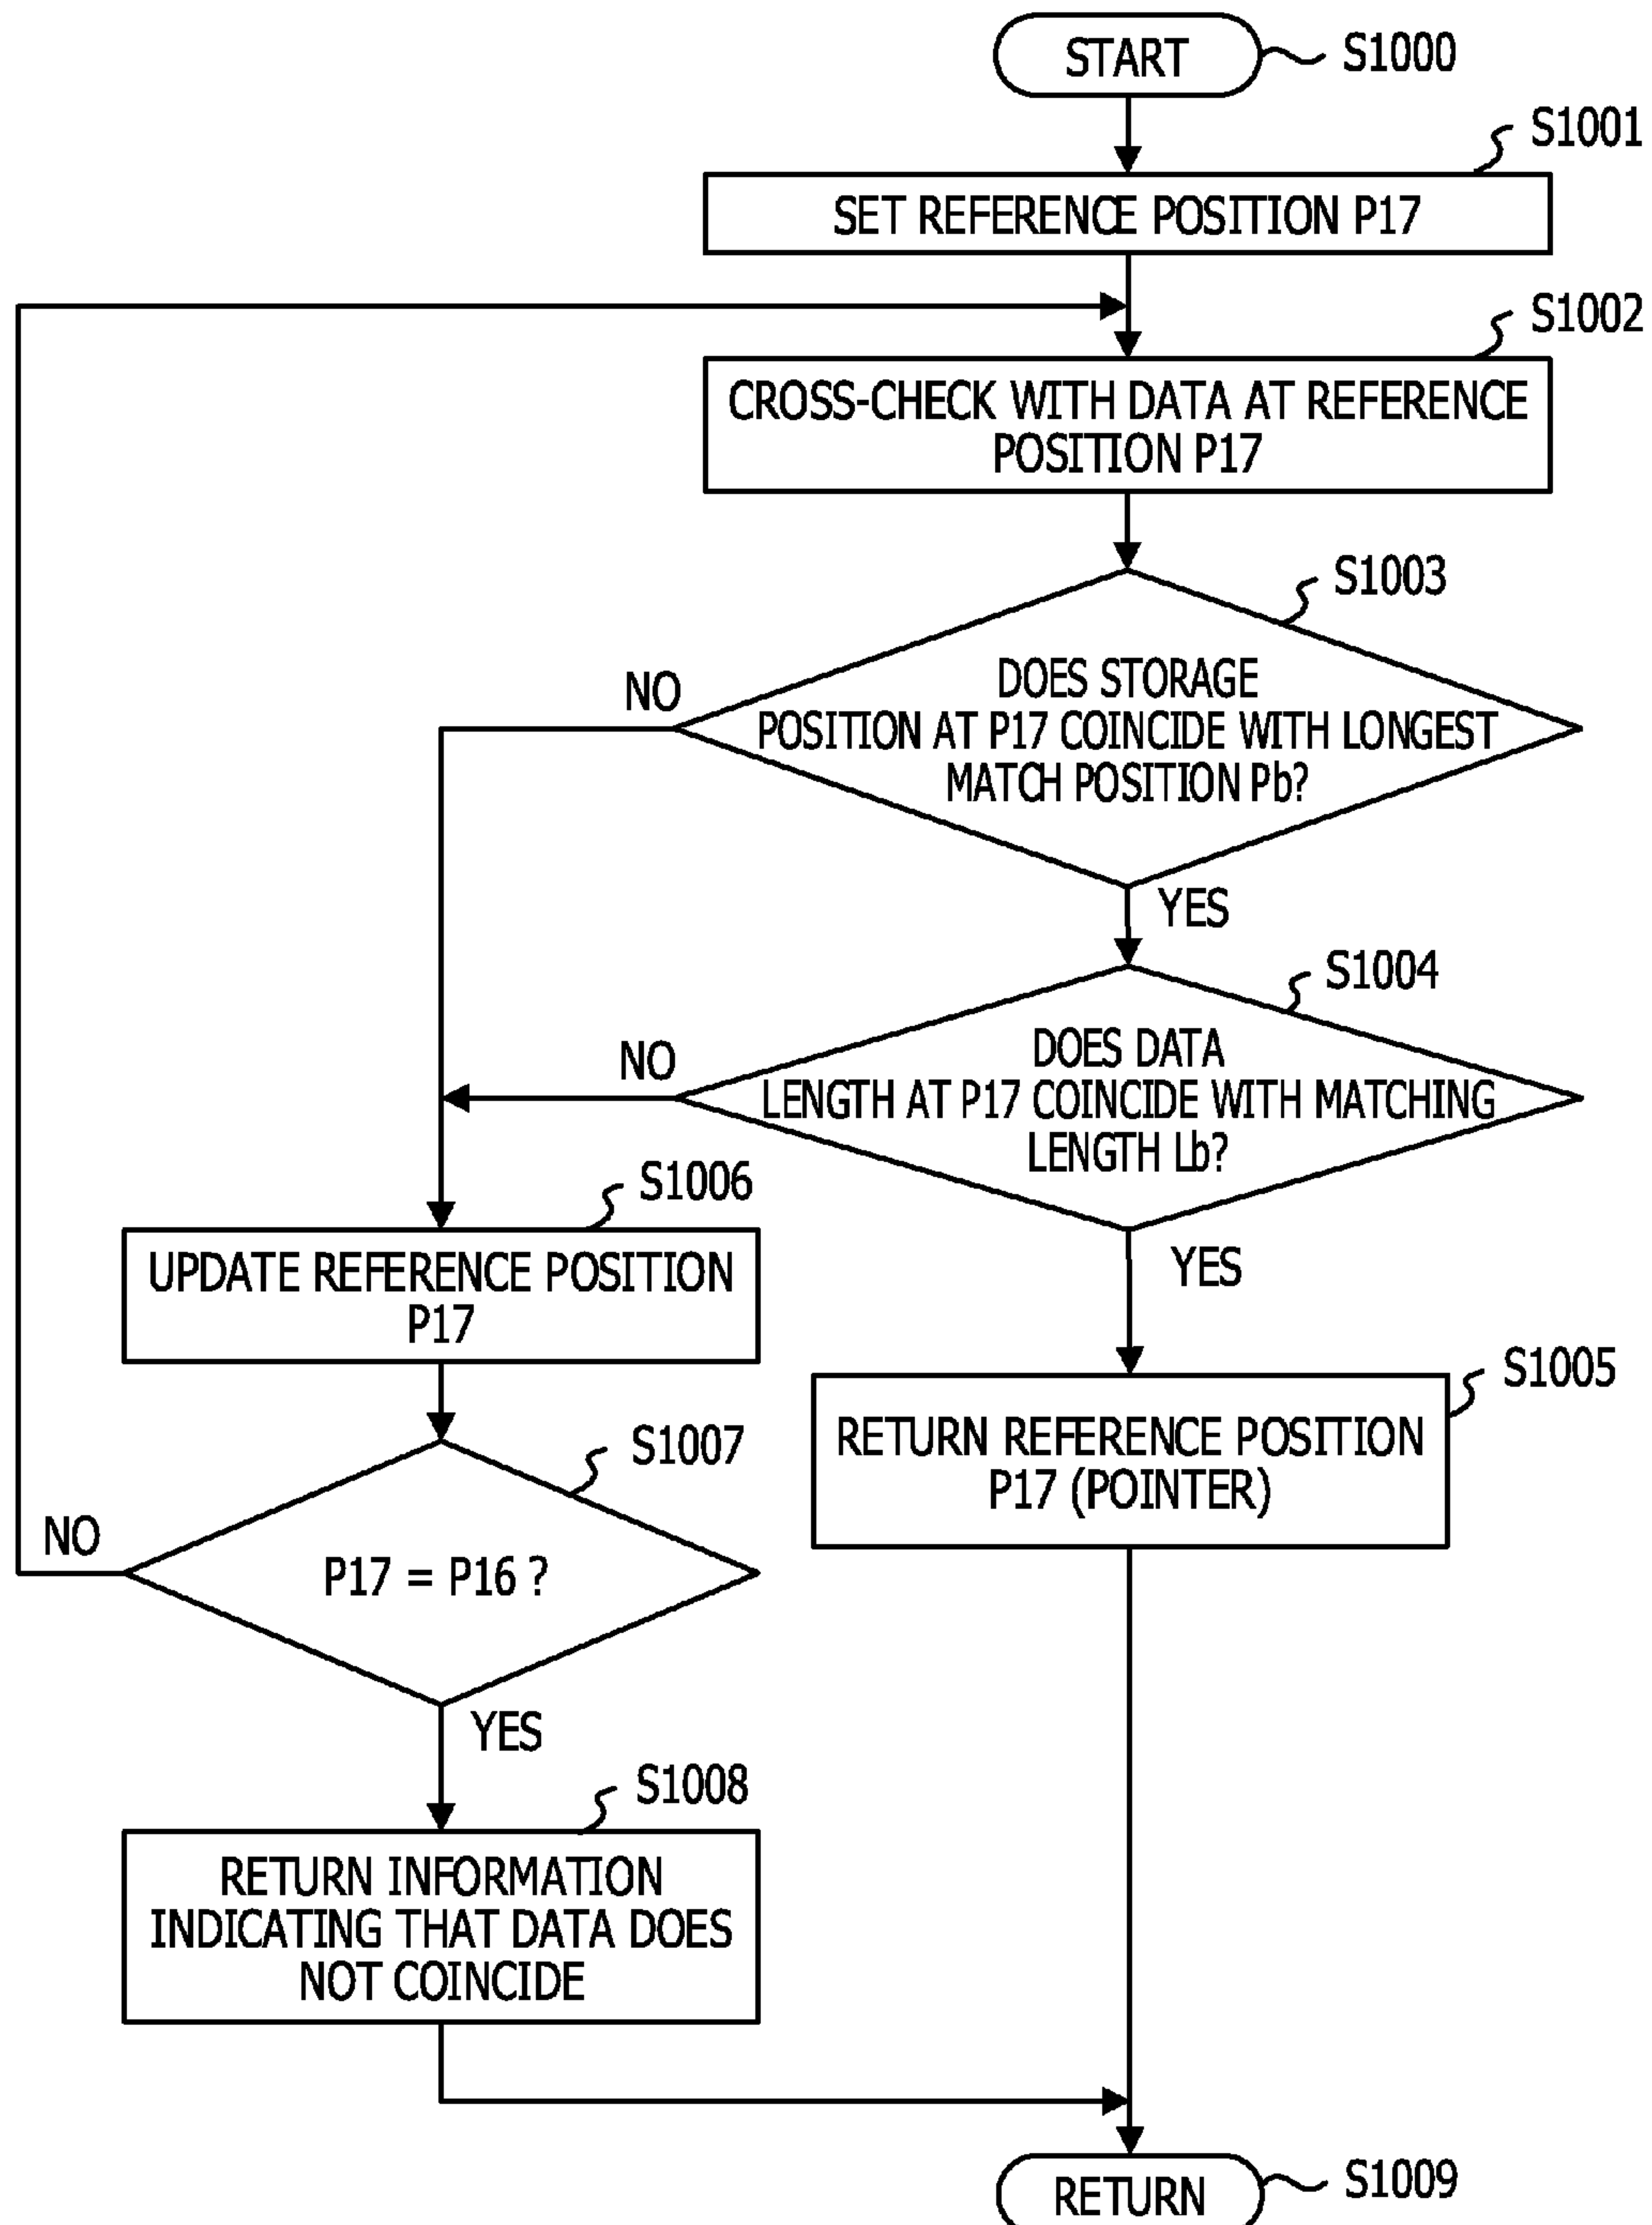 START
S1000
S1001
SET REFERENCE POSITION P17
S1002
CROSS-CHECK WITH DATA AT REFERENCE
POSITION P17
S1003
NO
DOES STORAGE
POSITION AT P17 COINCIDE WITH LONGEST
MATCH POSITION Pb?
YES
S1004
NO
DOES DATA
LENGTH AT P17 COINCIDE WITH MATCHING
LENGTH Lb?
YES
S1006
UPDATE REFERENCE POSITION
P17
S1005
RETURN REFERENCE POSITION
P17 (POINTER)
S1007
NO
P17 = P16 ?
YES
S1008
RETURN INFORMATION
INDICATING THAT DATA DOES
NOT COINCIDE
RETURN
S1009